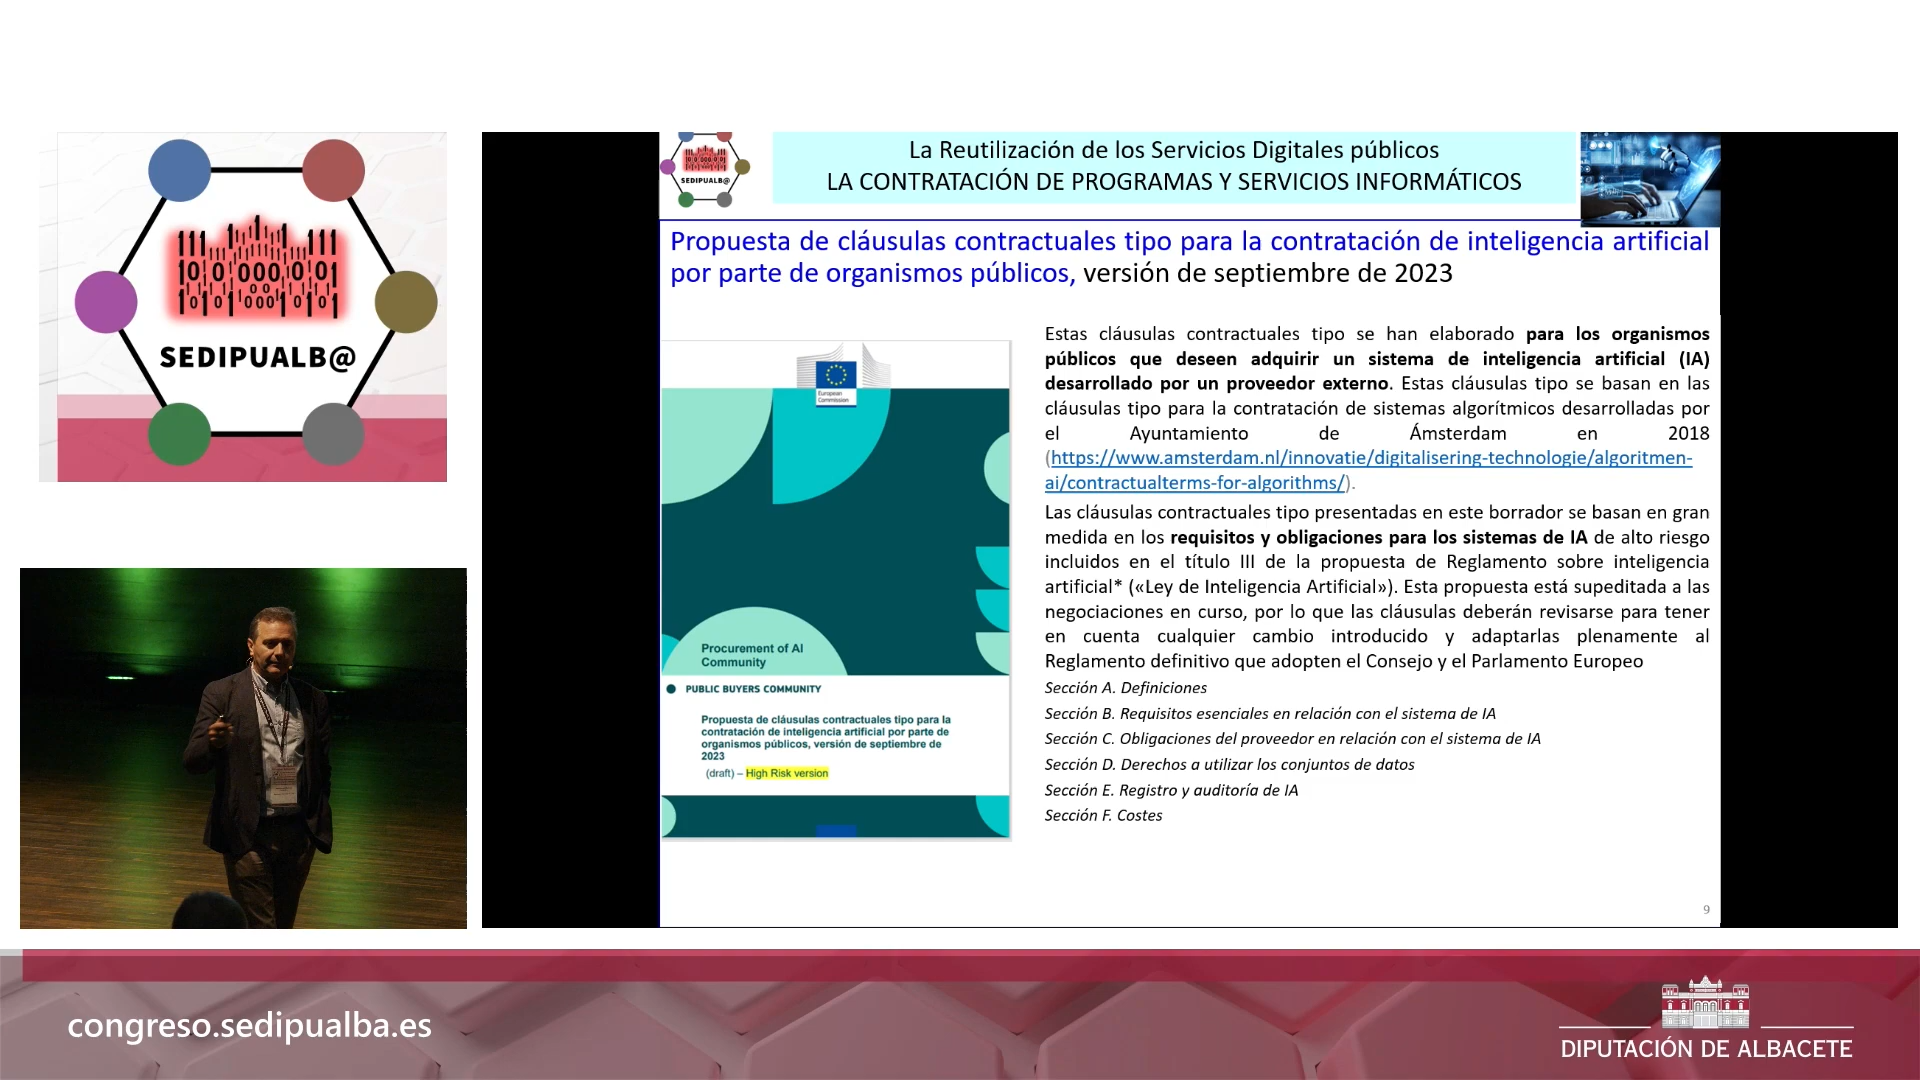 SEDIPUALB@
SEDIPUALB@
La Reutilización de los Servicios Digitales públicos
LA CONTRATACIÓN DE PROGRAMAS Y SERVICIOS INFORMÁTICOS
Propuesta de cláusulas contractuales tipo para la contratación de inteligencia artificial
por parte de organismos públicos, versión de septiembre de 2023
European
Commission
Procurement of AI
Community
PUBLIC BUYERS COMMUNITY
Propuesta de cláusulas contractuales tipo para la
contratación de inteligencia artificial por parte de
organismos públicos, versión de septiembre de
2023
(draft) – High Risk version
Estas cláusulas contractuales tipo se han elaborado para los organismos
públicos que deseen adquirir un sistema de inteligencia artificial (IA)
desarrollado por un proveedor externo. Estas cláusulas tipo se basan en las
cláusulas tipo para la contratación de sistemas algorítmicos desarrolladas por
el Ayuntamiento de Ámsterdam en 2018
(https://www.amsterdam.nl/innovatie/digitalisering-technologie/algoritmen-
ai/contractualterms-for-algorithms/).
Las cláusulas contractuales tipo presentadas en este borrador se basan en gran
medida en los requisitos y obligaciones para los sistemas de IA de alto riesgo
incluidos en el título III de la propuesta de Reglamento sobre inteligencia
artificial* («Ley de Inteligencia Artificial»). Esta propuesta está supeditada a las
negociaciones en curso, por lo que las cláusulas deberán revisarse para tener
en cuenta cualquier cambio introducido y adaptarlas plenamente al
Reglamento definitivo que adopten el Consejo y el Parlamento Europeo
Sección A. Definiciones
Sección B. Requisitos esenciales en relación con el sistema de IA
Sección C. Obligaciones del proveedor en relación con el sistema de IA
Sección D. Derechos a utilizar los conjuntos de datos
Sección E. Registro y auditoría de IA
Sección F. Costes
9
congreso.sedipualba.es
DIPUTACIÓN DE ALBACETE